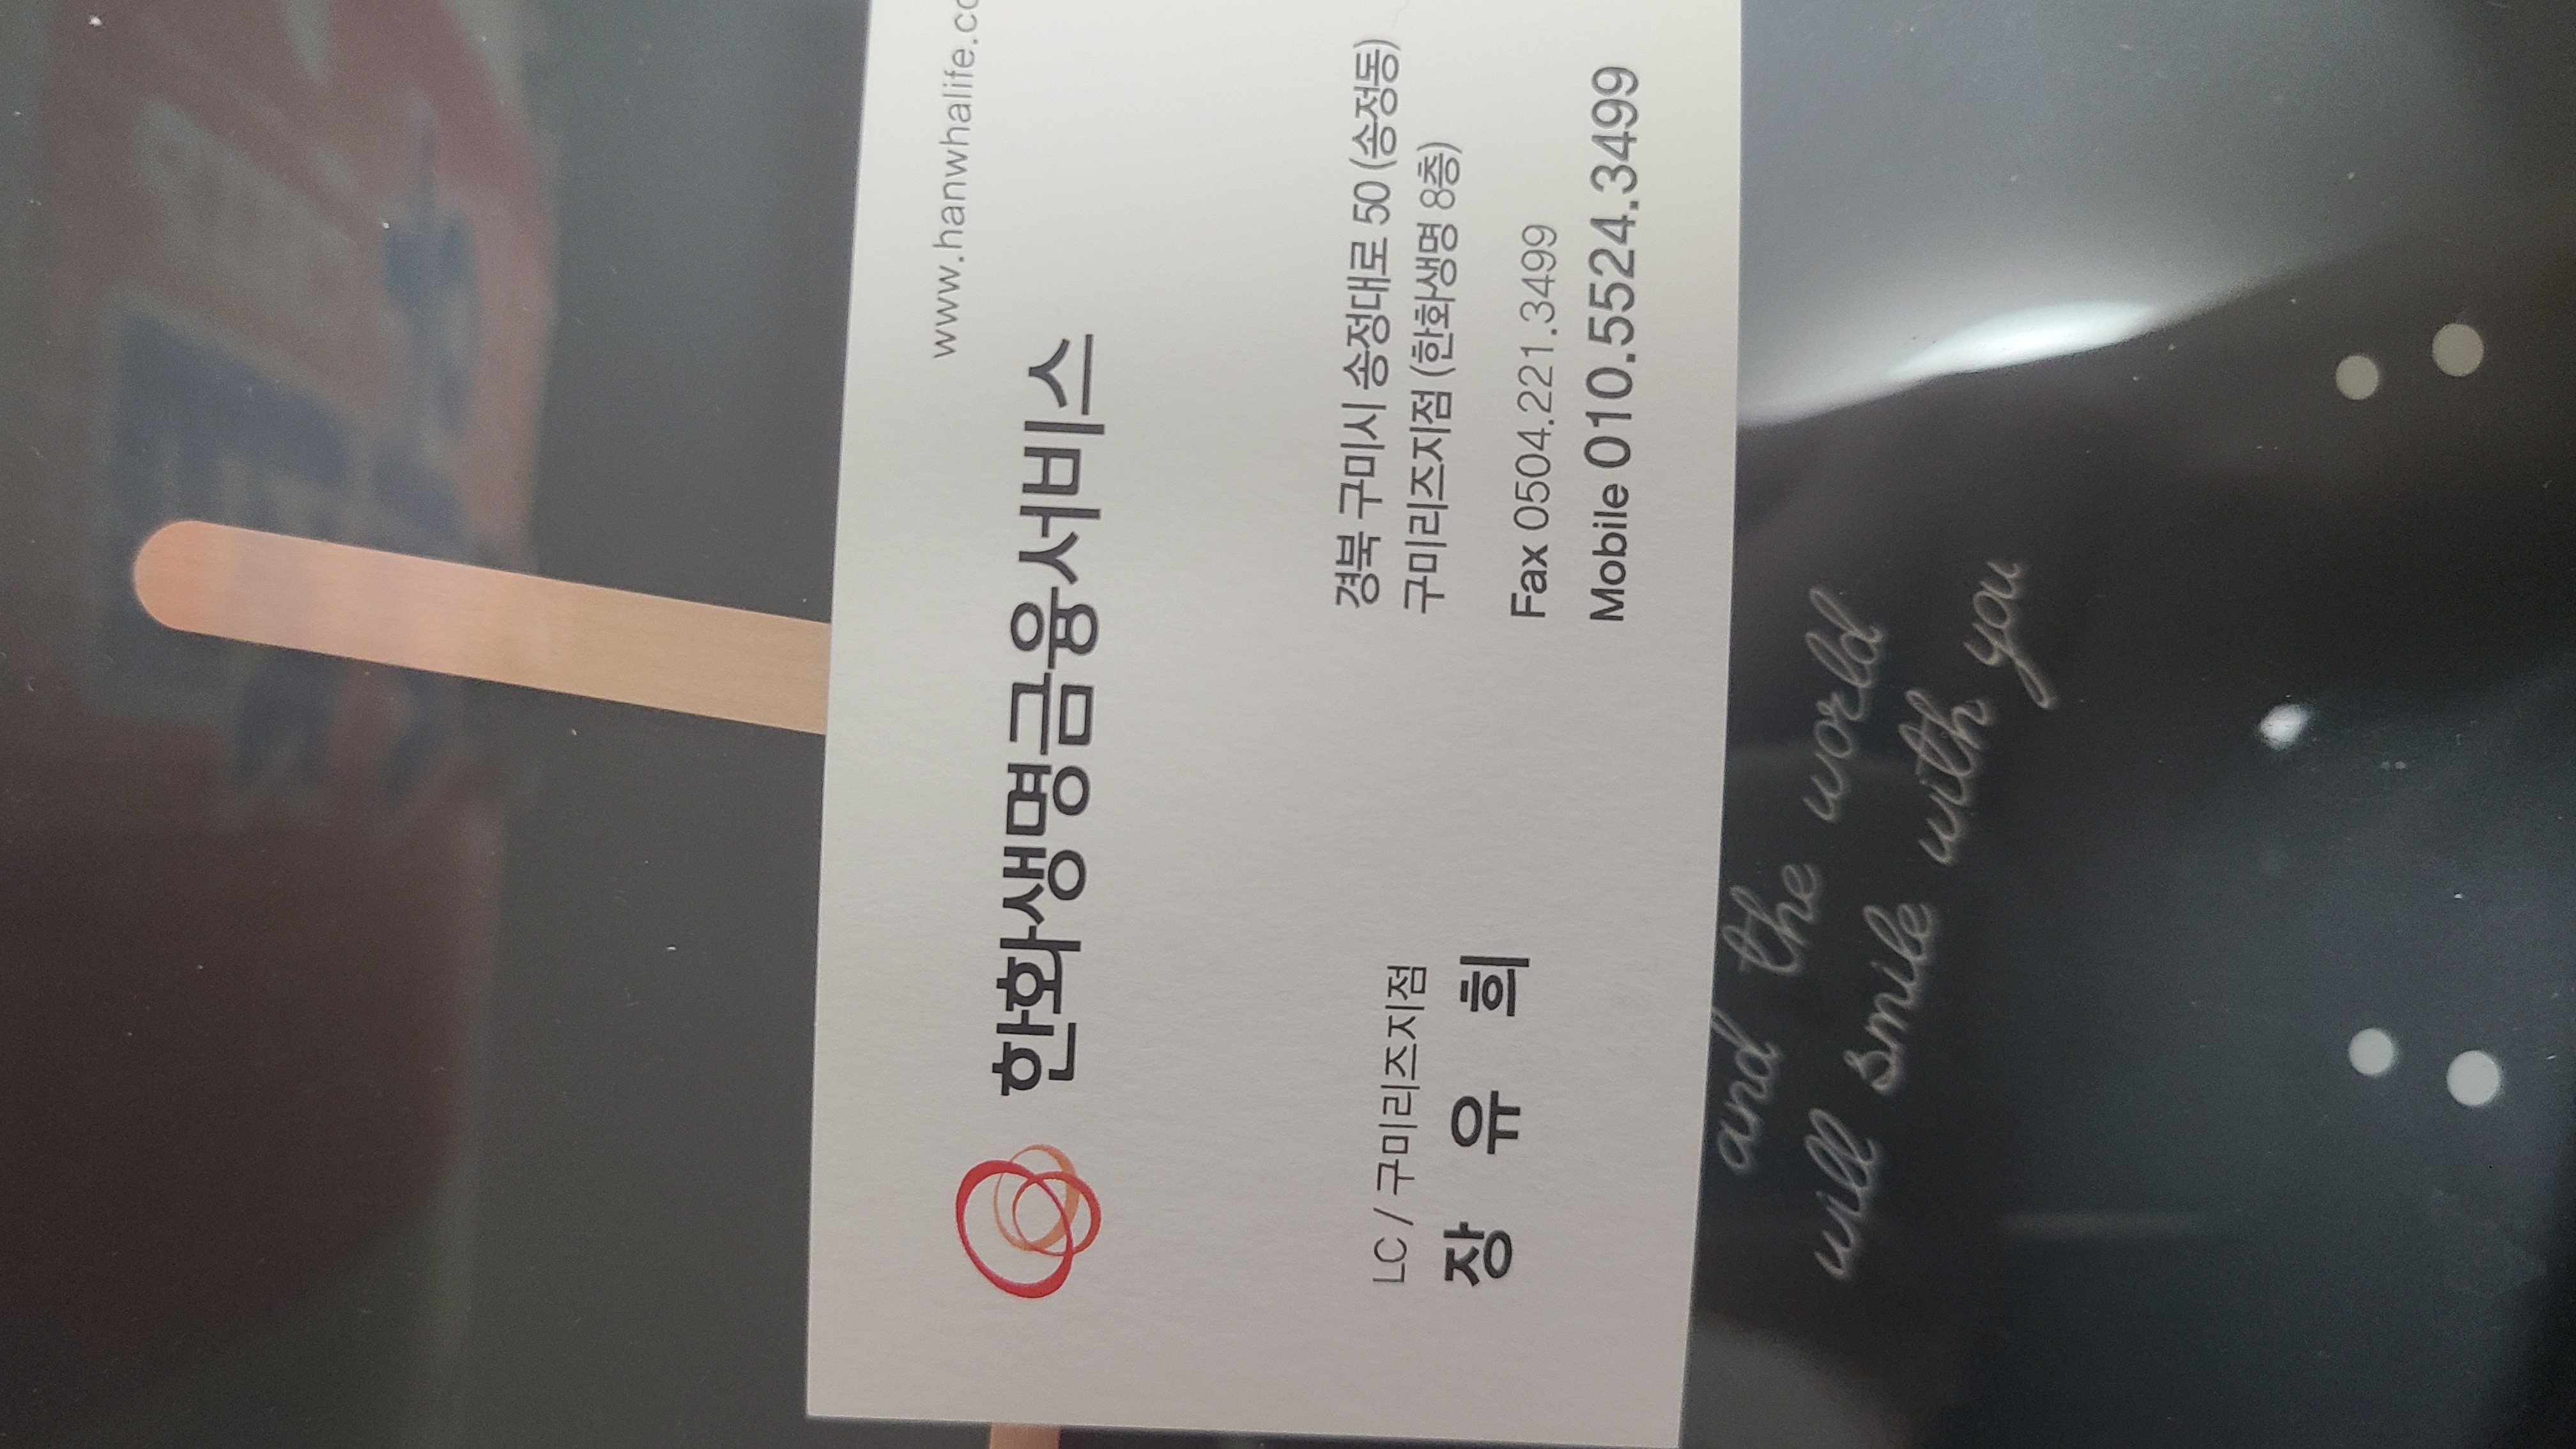 www.hanwhalife.co
한화생명금융서비스
LC / 구미리즈지점
장 유 희
경북 구미시 송정대로 50 (송정동)
구미리즈지점 (한화생명 8층)
Fax 0504.221.3499
Mobile 010.5524.3499
and the world
will smile with you